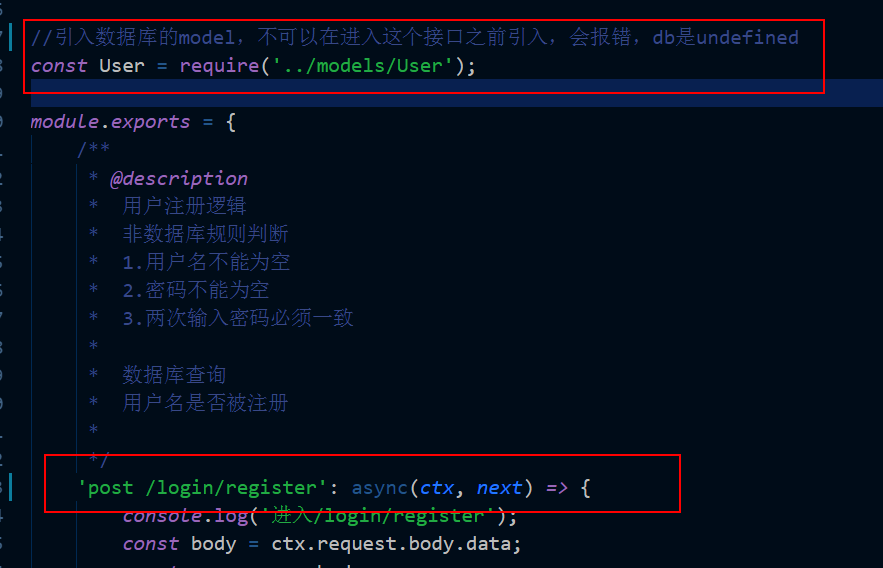 //引入数据库的model，不可以在进入这个接口之前引入，会报错，db是undefined
const User = require('../models/User');
module.exports = {
/**
* @description
* 用户注册逻辑
* 非数据库规则判断
* 1.用户名不能为空
* 2.密码不能为空
* 3.两次输入密码必须一致
*
* 数据库查询
* 用户名是否被注册
*
*/
'post /login/register': async(ctx, next) => {
console.log('进入/login/register');
const body = ctx.request.body.data;